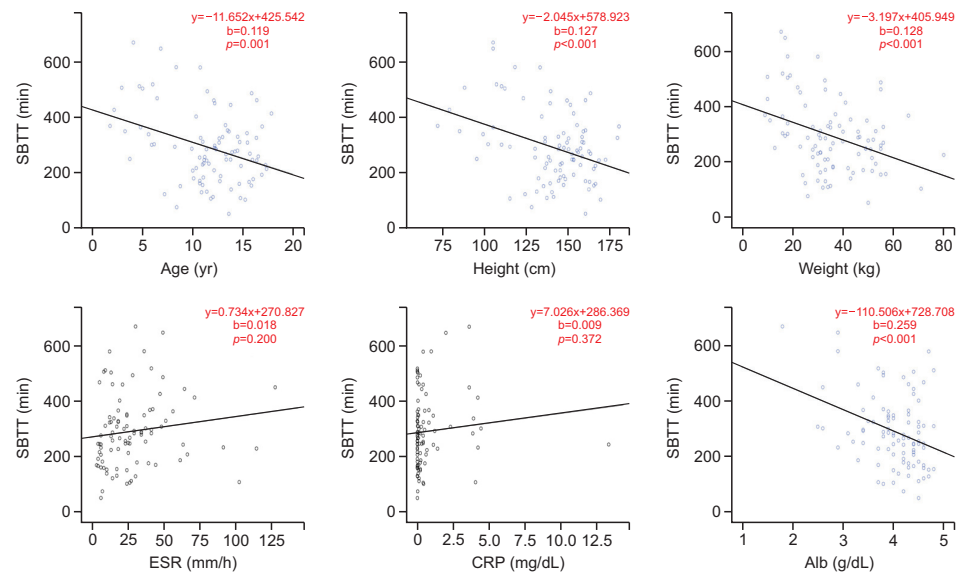 y=−11.652x+425.542
b=0.119
p=0.001
600
400
200
0
SBTT (min)
0 5 10 15 20
Age (yr)
y=−2.045x+578.923
b=0.127
p<0.001
600
400
200
0
SBTT (min)
75 100 125 150 175
Height (cm)
y=−3.197x+405.949
b=0.128
p<0.001
600
400
200
0
SBTT (min)
0 20 40 60 80
Weight (kg)
y=0.734x+270.827
b=0.018
p=0.200
600
400
200
0
SBTT (min)
0 25 50 75 100 125
ESR (mm/h)
y=7.026x+286.369
b=0.009
p=0.372
600
400
200
0
SBTT (min)
0 2.5 5.0 7.5 10.0 12.5
CRP (mg/dL)
y=−110.506x+728.708
b=0.259
p<0.001
600
400
200
0
SBTT (min)
1 2 3 4 5
Alb (g/dL)